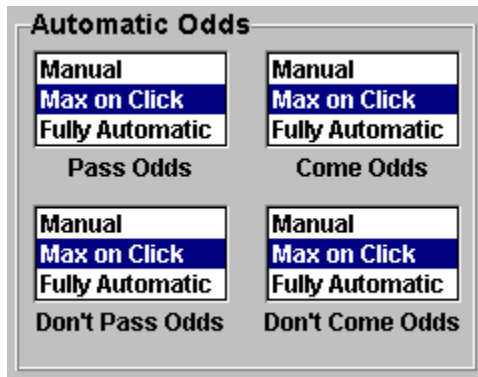 Automatic Odds
Manual
Max on Click
Fully Automatic
Pass Odds
Manual
Max on Click
Fully Automatic
Come Odds
Manual
Max on Click
Fully Automatic
Don't Pass Odds
Manual
Max on Click
Fully Automatic
Don't Come Odds